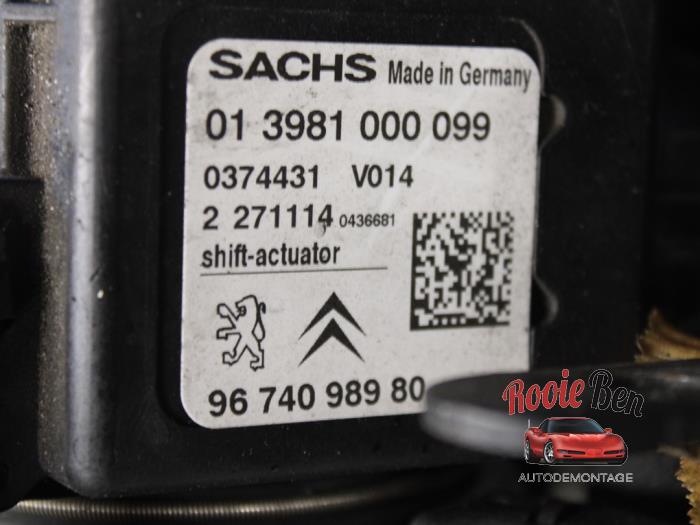 SACHS Made in Germany
01 3981 000 099
0374431 V014
2 271114 0436681
shift-actuator
96 740 989 80
Rooie Ben
AUTODEMONTAGE